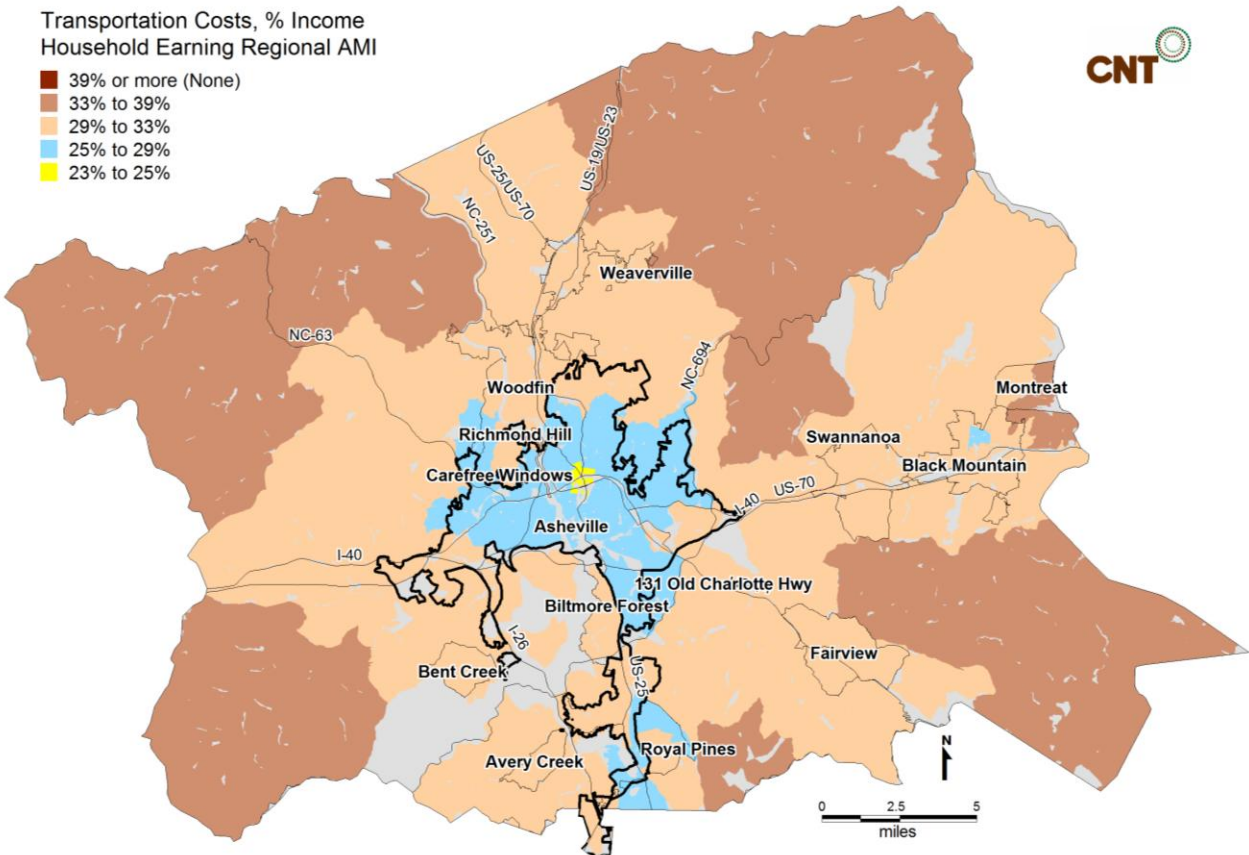 Transportation Costs, % Income
Household Earning Regional AMI
39% or more (None)
33% to 39%
29% to 33%
25% to 29%
23% to 25%
CNT
US-19/US-23
US-25/US-70
NC-251
Weaverville
NC-63
NC-694
Woodfin
Montreat
Richmond Hill
Swannanoa
Black Mountain
Carefree Windows
US-70
I-40
Asheville
I-40
131 Old Charlotte Hwy
Biltmore Forest
I-26
Fairview
Bent Creek
US-25
Royal Pines
Avery Creek
N
0 2.5 5
miles